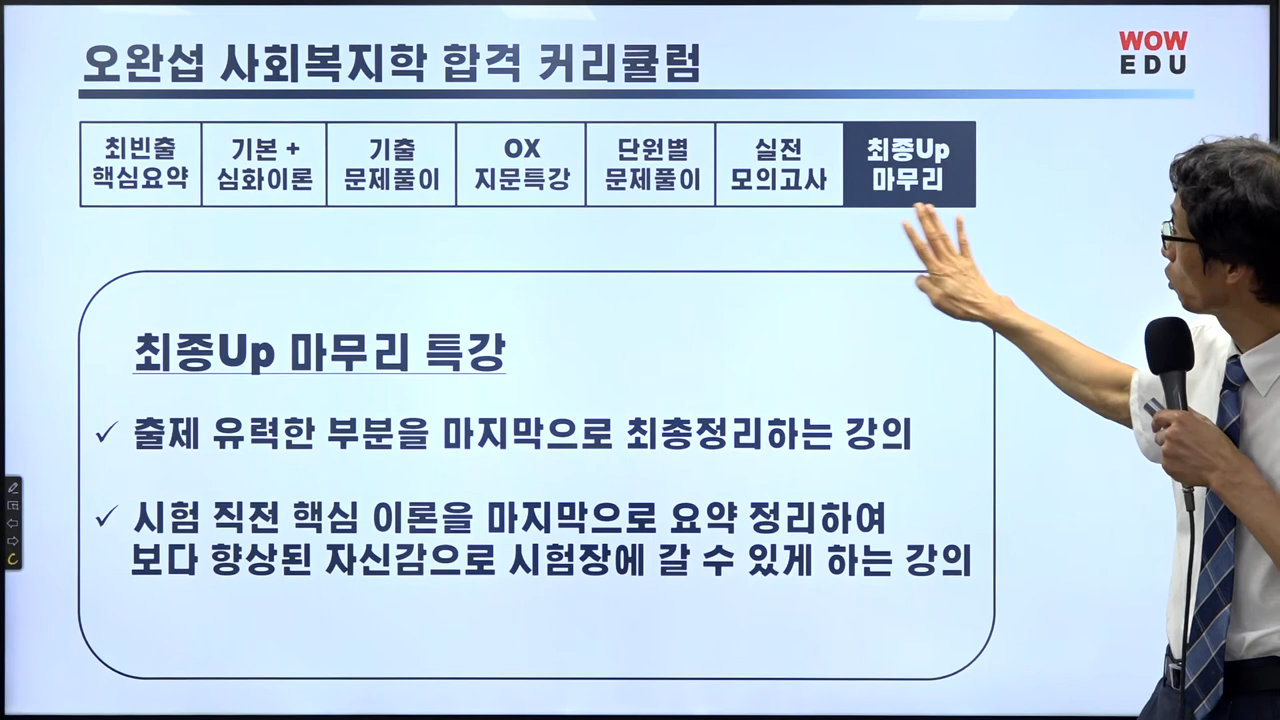 오완섭 사회복지학 합격 커리큘럼
WOW
EDU
최빈출
핵심요약
기본 +
심화이론
기출
문제풀이
OX
지문특강
단원별
문제풀이
실전
모의고사
최종Up
마무리
최종Up 마무리 특강
✓ 출제 유력한 부분을 마지막으로 최총정리하는 강의
✓ 시험 직전 핵심 이론을 마지막으로 요약 정리하여
보다 향상된 자신감으로 시험장에 갈 수 있게 하는 강의